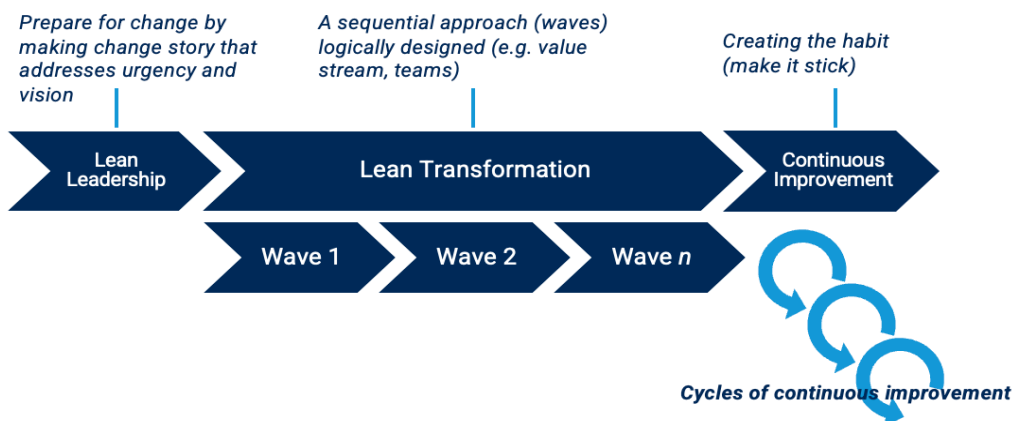 Prepare for change by
making change story that
addresses urgency and
vision
A sequential approach (waves)
logically designed (e.g. value
stream, teams)
Creating the habit
(make it stick)
Lean
Leadership
Lean Transformation
Continuous
Improvement
Wave 1
Wave 2
Wave n
Cycles of continuous improvement